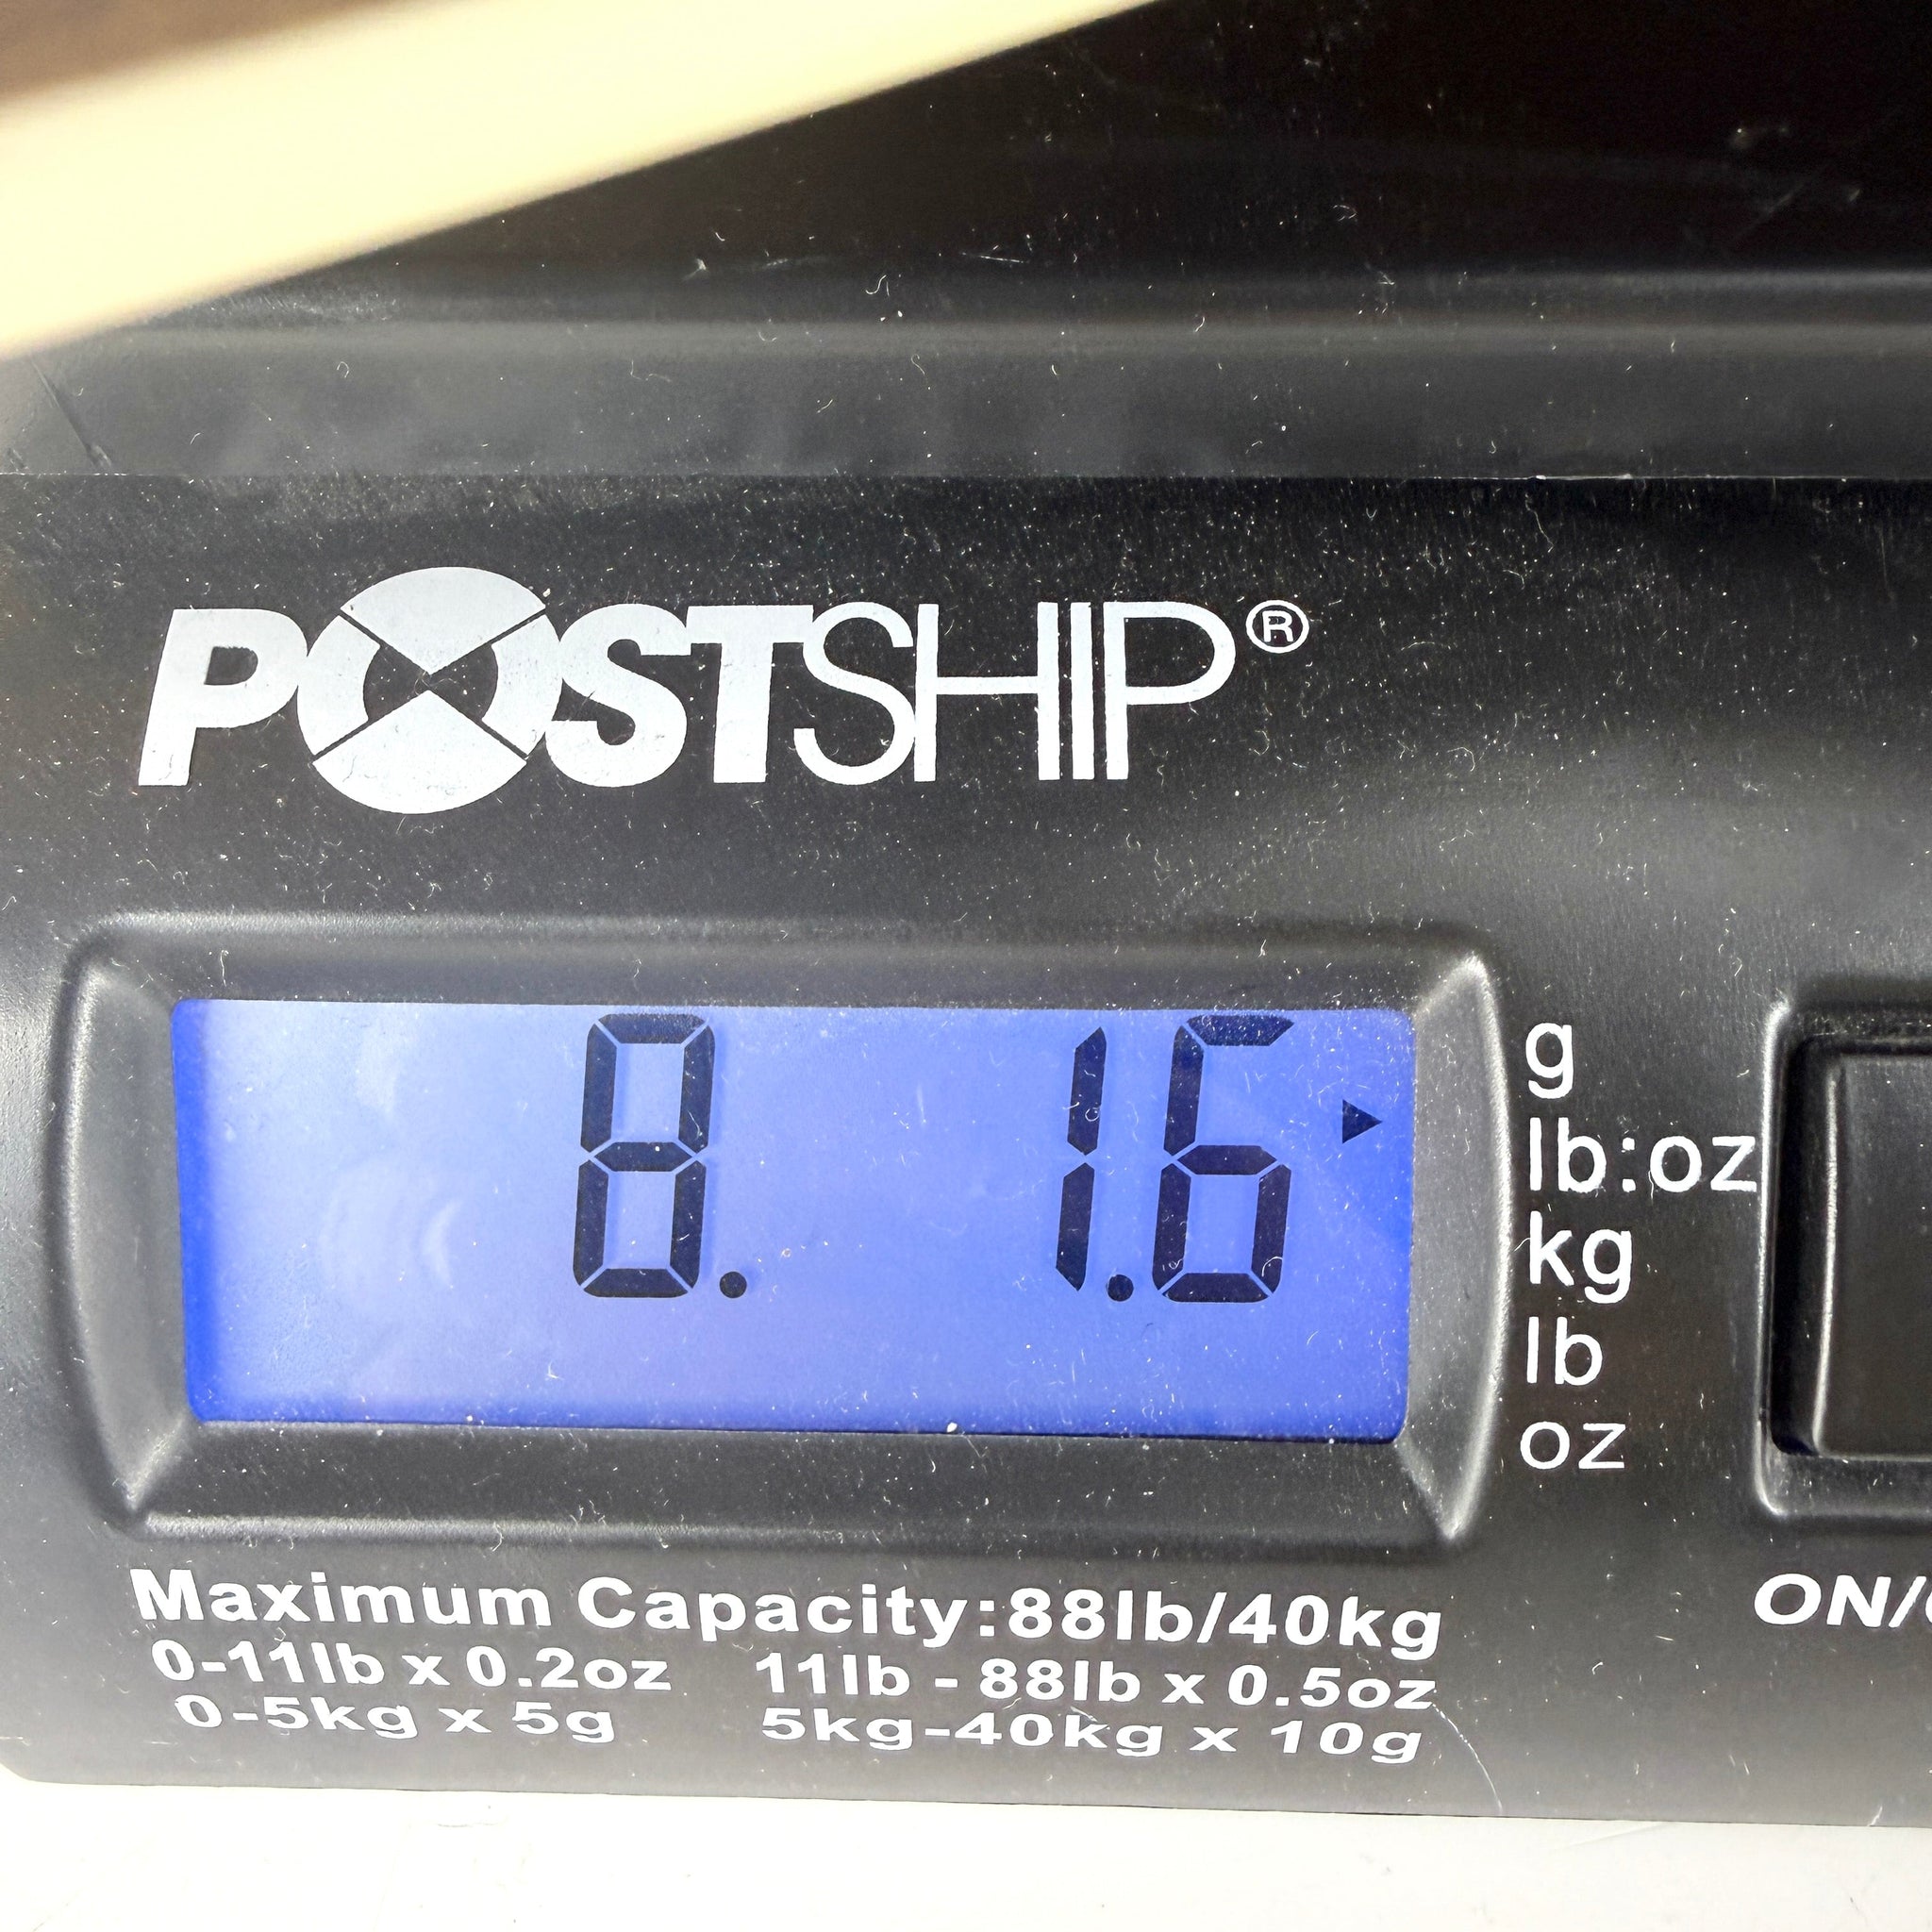 POSTSHIP®
8. 1.6
g
lb:oz
kg
lb
oz
Maximum Capacity:88lb/40kg
0-11lb x 0.2oz 11lb - 88lb x 0.5oz
0-5kg x 5g 5kg-40kg x 10g
ON/